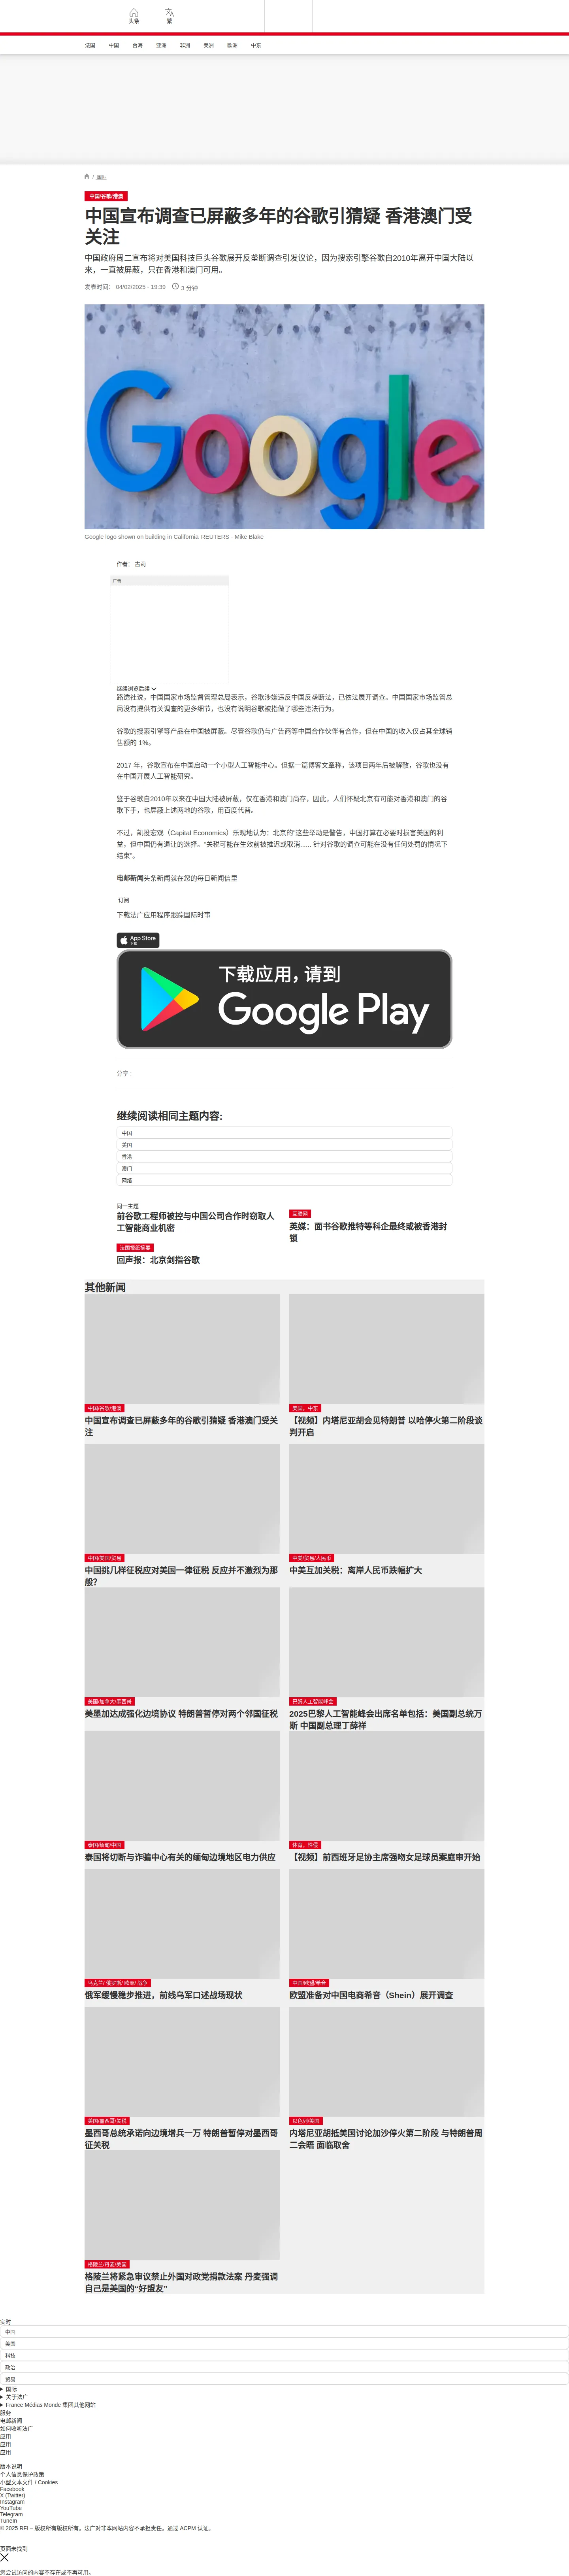 头条
繁
法国
中国
台海
亚洲
非洲
美洲
欧洲
中东
/ 国际
中国/谷歌/港澳
中国宣布调查已屏蔽多年的谷歌引猜疑 香港澳门受
关注
中国政府周二宣布将对美国科技巨头谷歌展开反垄断调查引发议论，因为搜索引擎谷歌自2010年离开中国大陆以
来，一直被屏蔽，只在香港和澳门可用。
发表时间： 04/02/2025 - 19:39
3 分钟
Google
Google logo shown on building in California REUTERS - Mike Blake
作者： 古莉
广告
继续浏览后续
路透社说，中国国家市场监督管理总局表示，谷歌涉嫌违反中国反垄断法，已依法展开调查。中国国家市场监管总
局没有提供有关调查的更多细节，也没有说明谷歌被指做了哪些违法行为。
谷歌的搜索引擎等产品在中国被屏蔽。尽管谷歌仍与广告商等中国合作伙伴有合作，但在中国的收入仅占其全球销
售额的 1%。
2017 年，谷歌宣布在中国启动一个小型人工智能中心。但据一篇博客文章称，该项目两年后被解散，谷歌也没有
在中国开展人工智能研究。
鉴于谷歌自2010年以来在中国大陆被屏蔽，仅在香港和澳门尚存，因此，人们怀疑北京有可能对香港和澳门的谷
歌下手，也屏蔽上述两地的谷歌，用百度代替。
不过，凯投宏观（Capital Economics）乐观地认为：北京的“这些举动是警告，中国打算在必要时损害美国的利
益，但中国仍有退让的选择。“关税可能在生效前被推迟或取消...... 针对谷歌的调查可能在没有任何处罚的情况下
结束”。
电邮新闻头条新闻就在您的每日新闻信里
订阅
下载法广应用程序跟踪国际时事
App Store
下载
下载应用，请到
Google Play
分享 :
继续阅读相同主题内容:
中国
美国
香港
澳门
网络
同一主题
前谷歌工程师被控与中国公司合作时窃取人
工智能商业机密
互联网
英媒：面书谷歌推特等科企最终或被香港封
锁
法国报纸摘要
回声报：北京剑指谷歌
其他新闻
中国/谷歌/港澳
中国宣布调查已屏蔽多年的谷歌引猜疑 香港澳门受关
注
美国、中东
【视频】内塔尼亚胡会见特朗普 以哈停火第二阶段谈
判开启
中国/美国/贸易
中国挑几样征税应对美国一律征税 反应并不激烈为那
般?
中美/贸易/人民币
中美互加关税：离岸人民币跌幅扩大
美国/加拿大/墨西哥
美墨加达成强化边境协议 特朗普暂停对两个邻国征税
巴黎人工智能峰会
2025巴黎人工智能峰会出席名单包括：美国副总统万
斯 中国副总理丁薛祥
泰国/缅甸/中国
泰国将切断与诈骗中心有关的缅甸边境地区电力供应
体育、性侵
【视频】前西班牙足协主席强吻女足球员案庭审开始
乌克兰/ 俄罗斯/ 欧洲/ 战争
俄军缓慢稳步推进，前线乌军口述战场现状
中国/欧盟/希音
欧盟准备对中国电商希音（Shein）展开调查
美国/墨西哥/关税
墨西哥总统承诺向边境增兵一万 特朗普暂停对墨西哥
征关税
以色列/美国
内塔尼亚胡抵美国讨论加沙停火第二阶段 与特朗普周
二会晤 面临取舍
格陵兰/丹麦/美国
格陵兰将紧急审议禁止外国对政党捐款法案 丹麦强调
自己是美国的“好盟友”
实时
中国
美国
科技
政治
贸易
国际
关于法广
France Médias Monde 集团其他网站
服务
电邮新闻
如何收听法广
应用
应用
应用
版本说明
个人信息保护政策
小型文本文件 / Cookies
Facebook
X (Twitter)
Instagram
YouTube
Telegram
TuneIn
© 2025 RFI – 版权所有版权所有。法广对非本网站内容不承担责任。通过 ACPM 认证。
页面未找到
您尝试访问的内容不存在或不再可用。